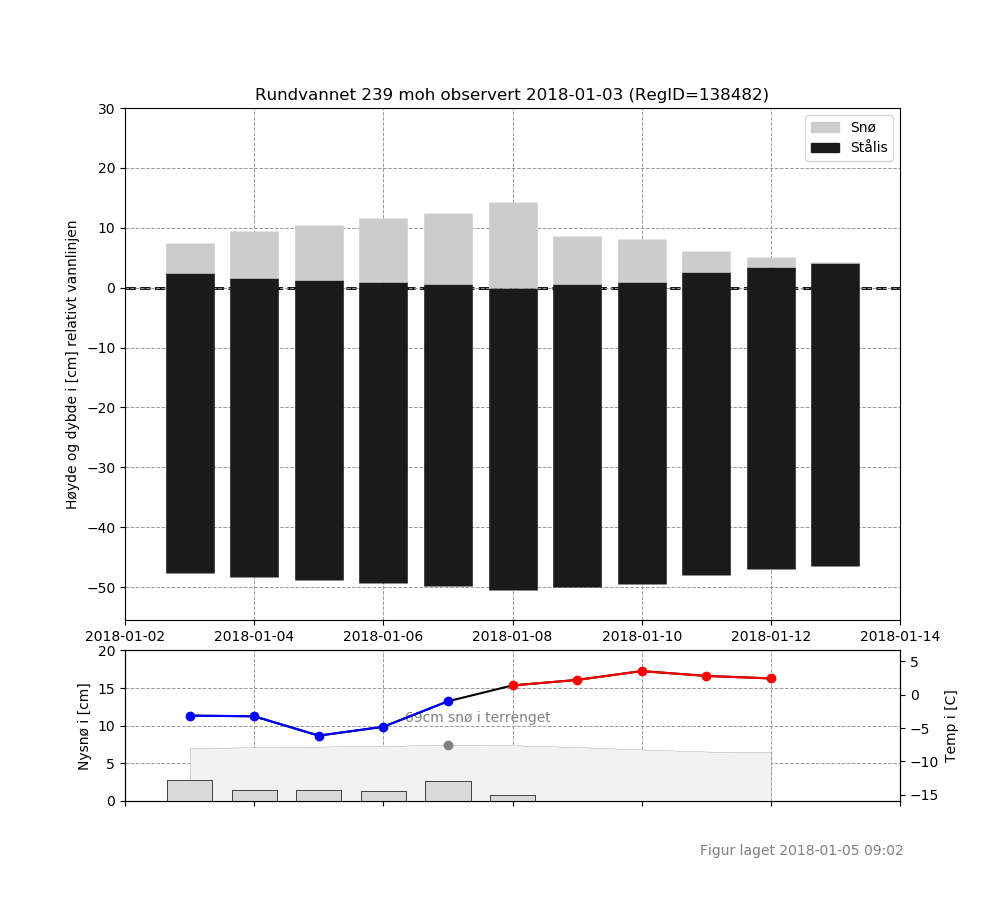 Rundvannet 239 moh observert 2018-01-03 (RegID=138482)
30
20
10
0
−10
−20
−30
−40
−50
Høyde og dybde i [cm] relativt vannlinjen
Snø
Stålis
2018-01-02 2018-01-04 2018-01-06 2018-01-08 2018-01-10 2018-01-12 2018-01-14
20
15
10
5
0
Nysnø i [cm]
69cm snø i terrenget
5
0
−5
−10
−15
Temp i [C]
Figur laget 2018-01-05 09:02